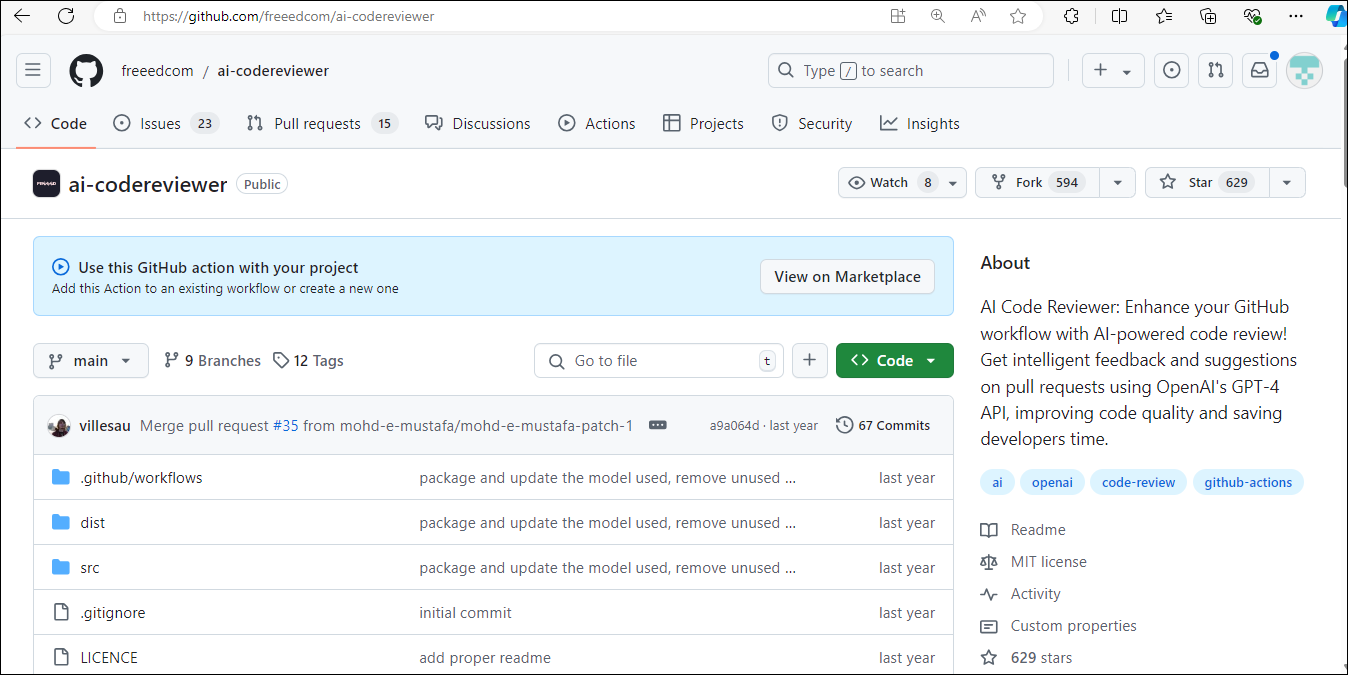 https://github.com/freeedcom/ai-codereviewer
freeedcom / ai-codereviewer
Type / to search
Code
Issues 23
Pull requests 15
Discussions
Actions
Projects
Security
Insights
ai-codereviewer Public
Watch 8
Fork 594
Star 629
Use this GitHub action with your project
Add this Action to an existing workflow or create a new one
View on Marketplace
main
9 Branches
12 Tags
Go to file t
Code
villesau Merge pull request #35 from mohd-e-mustafa/mohd-e-mustafa-patch-1 a9a064d · last year 67 Commits
.github/workflows package and update the model used, remove unused ... last year
dist package and update the model used, remove unused ... last year
src package and update the model used, remove unused ... last year
.gitignore initial commit last year
LICENCE add proper readme last year
About
AI Code Reviewer: Enhance your GitHub
workflow with AI-powered code review!
Get intelligent feedback and suggestions
on pull requests using OpenAI's GPT-4
API, improving code quality and saving
developers time.
ai openai code-review github-actions
Readme
MIT license
Activity
Custom properties
629 stars